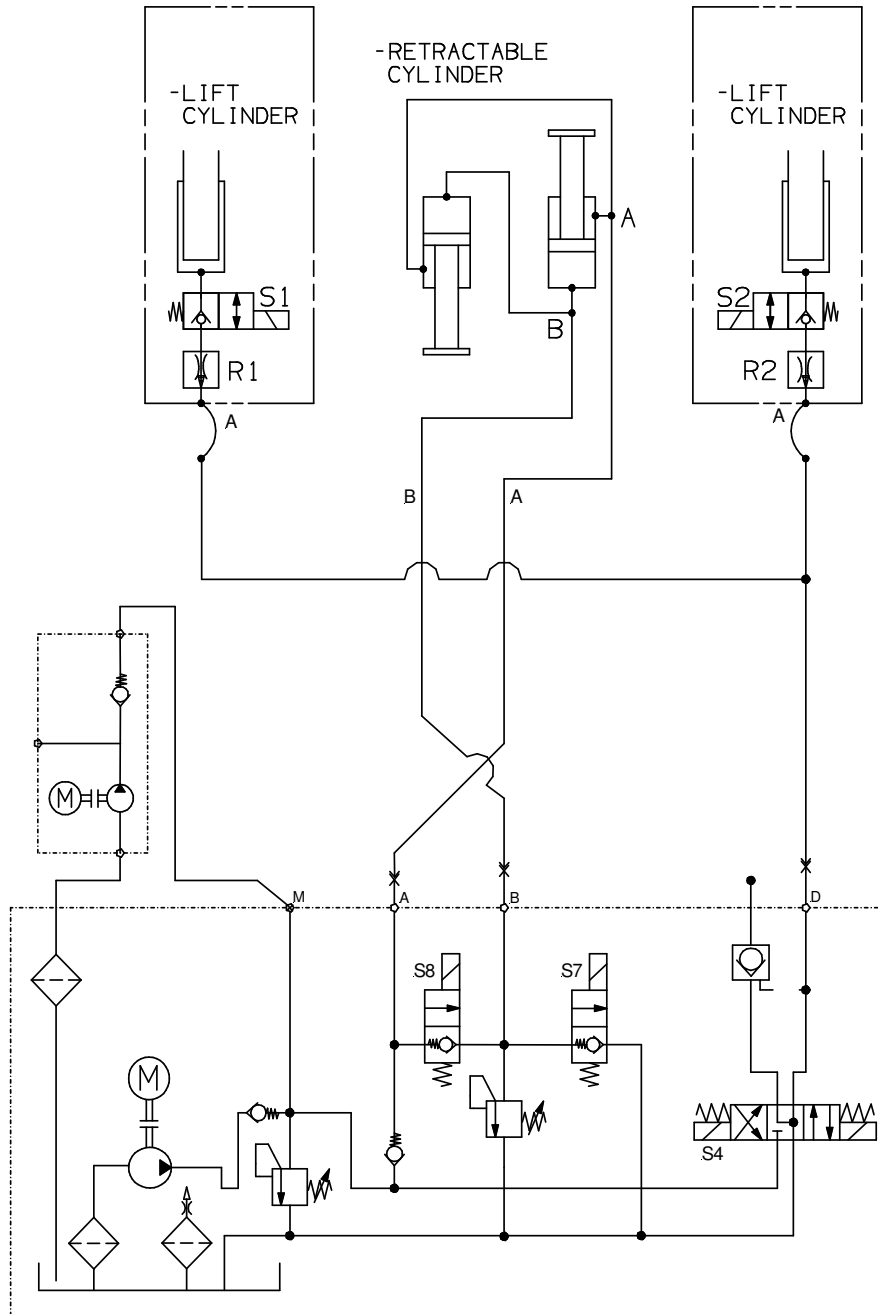 -RETRACTABLE
CYLINDER
-LIFT
CYLINDER
-LIFT
CYLINDER
A
S1
S2
B
R1
R2
A
A
B
A
M
M
A
B
D
S8
S7
M
S4